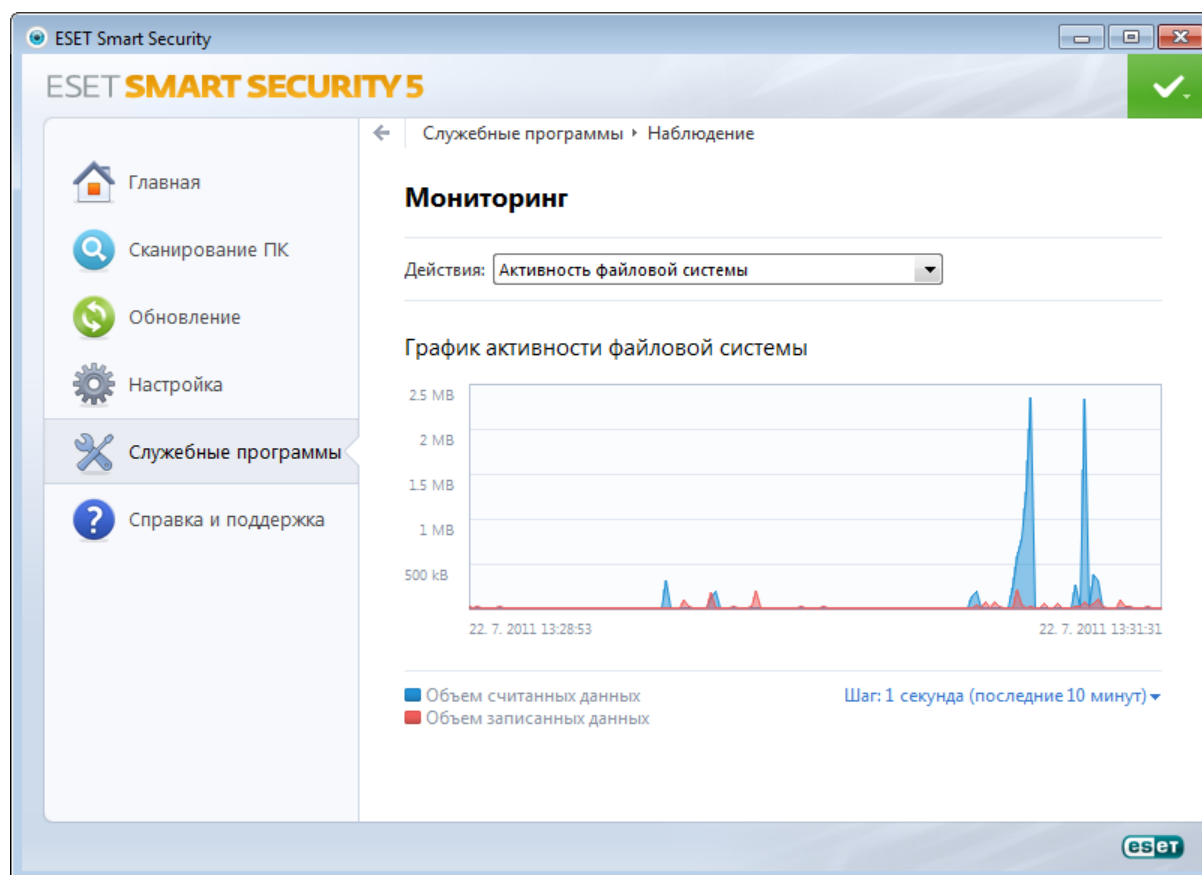 ESET Smart Security
ESET SMART SECURITY 5
Служебные программы Наблюдение
Главная
Сканирование ПК
Обновление
Настройка
Служебные программы
Справка и поддержка
Мониторинг
Действия: Активность файловой системы
График активности файловой системы
2.5 MB
2 MB
1.5 MB
1 MB
500 kB
22. 7. 2011 13:28:53
22. 7. 2011 13:31:31
Объем считанных данных
Объем записанных данных
Шаг: 1 секунда (последние 10 минут)
eset